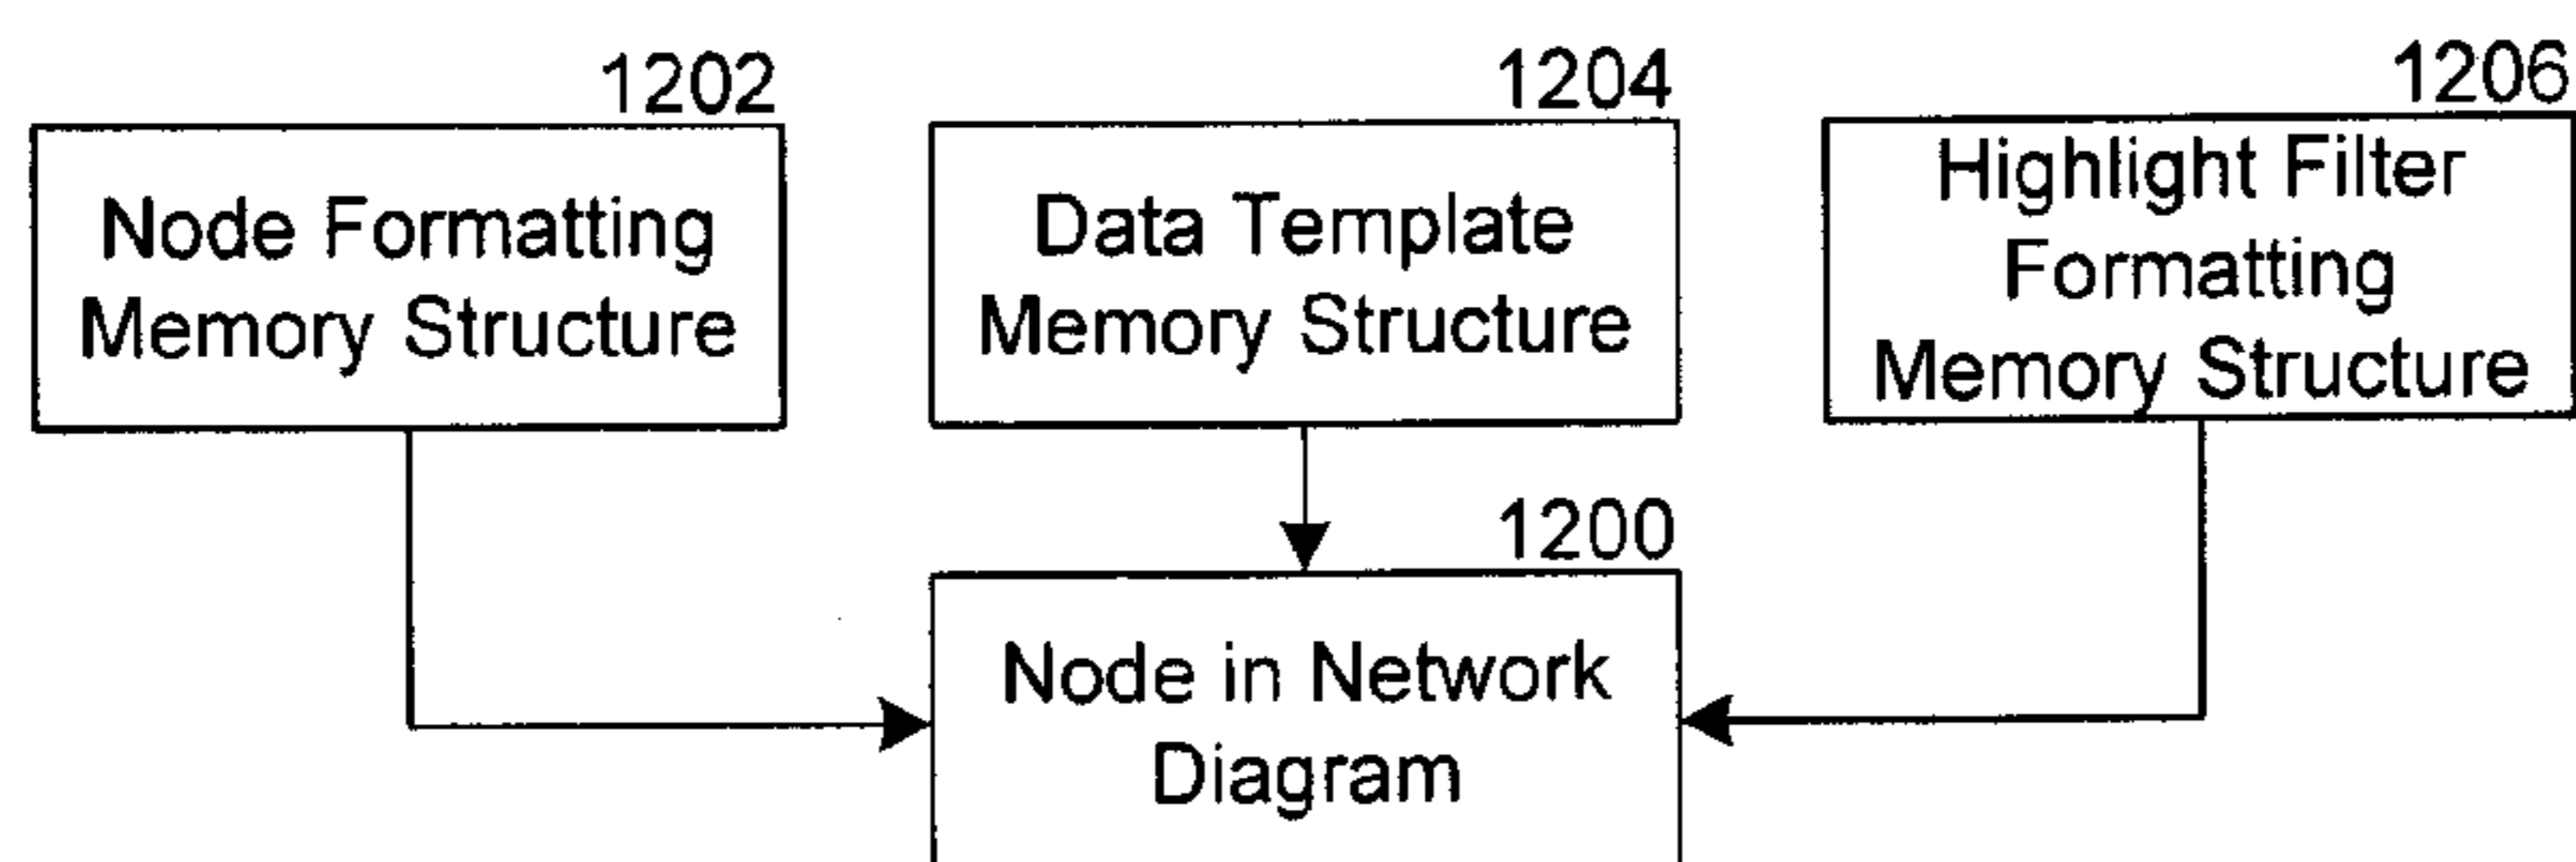 1202
Node Formatting
Memory Structure
1204
Data Template
Memory Structure
1206
Highlight Filter
Formatting
Memory Structure
1200
Node in Network
Diagram